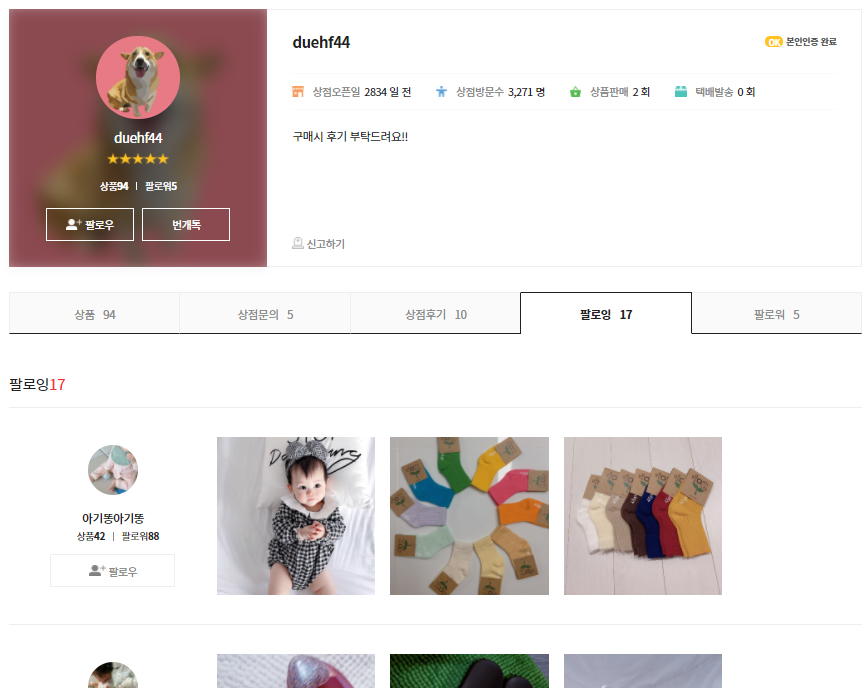 duehf44
상품94 | 팔로워5
팔로우 번개톡
duehf44
OK 본인인증 완료
상점오픈일 2834 일 전 상점방문수 3,271 명 상품판매 2 회 택배발송 0 회
구매시 후기 부탁드려요!!
신고하기
상품 94 상점문의 5 상점후기 10 팔로잉 17 팔로워 5
팔로잉17
아기똥아기똥
상품42 | 팔로워88
팔로우